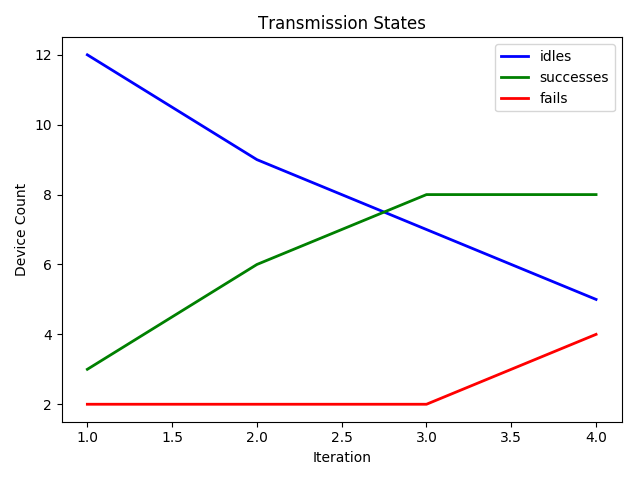 Transmission States
idles
successes
fails
Device Count
12
10
8
6
4
2
1.0 1.5 2.0 2.5 3.0 3.5 4.0
Iteration